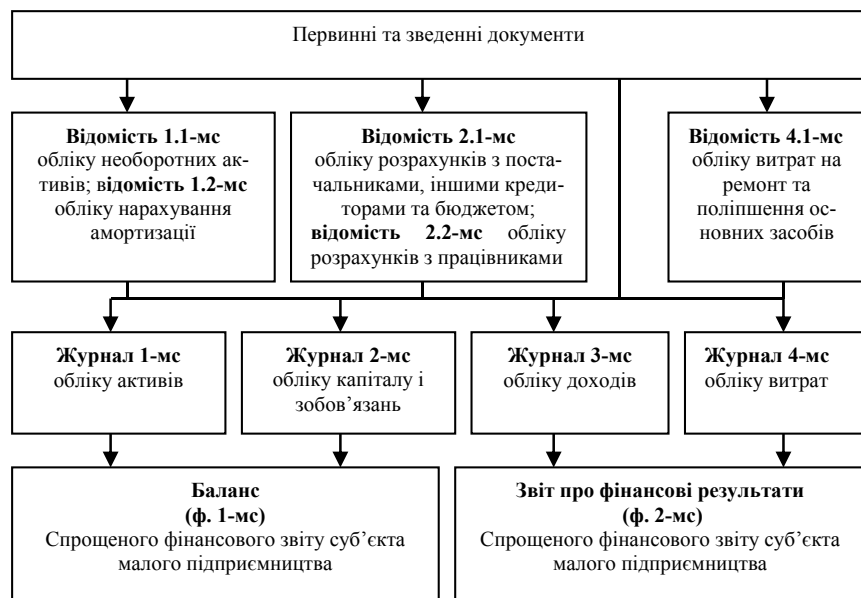 Первинні та зведенні документи
Відомість 1.1-мс
обліку необоротних ак-
тивів; відомість 1.2-мс
обліку нарахування
амортизації
Відомість 2.1-мс
обліку розрахунків з поста-
чальниками, іншими креди-
торами та бюджетом;
відомість 2.2-мс обліку
розрахунків з працівниками
Відомість 4.1-мс
обліку витрат на
ремонт та
поліпшення ос-
новних засобів
Журнал 1-мс
обліку активів
Журнал 2-мс
обліку капіталу і
зобов’язань
Журнал 3-мс
обліку доходів
Журнал 4-мс
обліку витрат
Баланс
(ф. 1-мс)
Спрощеного фінансового звіту суб’єкта
малого підприємництва
Звіт про фінансові результати
(ф. 2-мс)
Спрощеного фінансового звіту суб’єкта
малого підприємництва